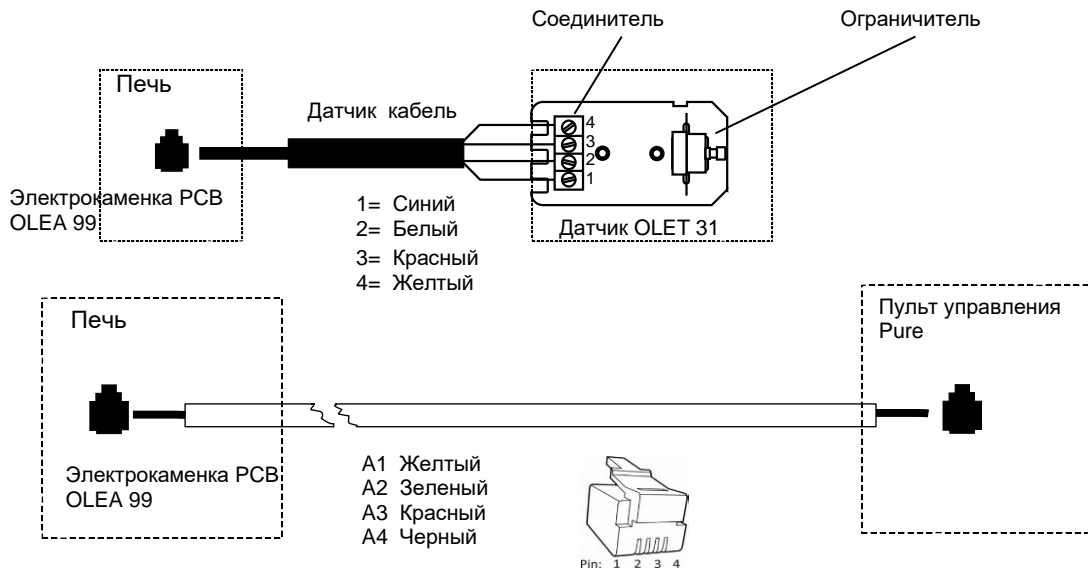 Соединитель
Ограничитель
Печь
Датчик кабель
4
3
2
1
Электрокаменка PCB
OLEA 99
1= Синий
2= Белый
3= Красный
4= Желтый
Датчик OLET 31
Печь
Пульт управления
Pure
Электрокаменка PCB
OLEA 99
A1 Желтый
A2 Зеленый
A3 Красный
A4 Черный
Pin: 1 2 3 4